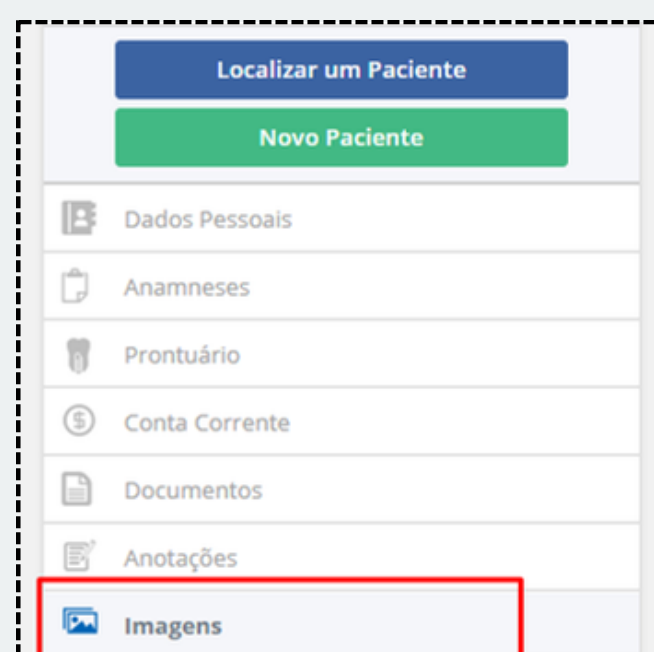 Localizar um Paciente
Novo Paciente
Dados Pessoais
Anamneses
Prontuário
Conta Corrente
Documentos
Anotações
Imagens